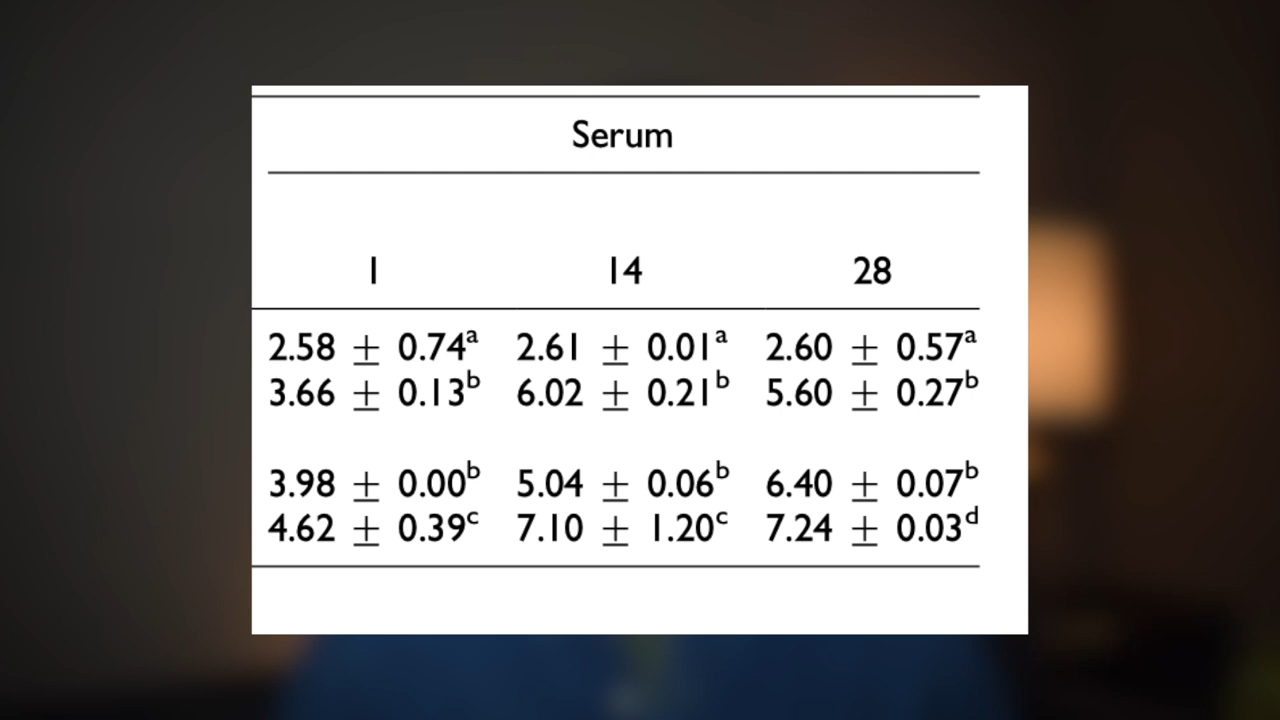 Serum
1 14 28
2.58 ± 0.74ᵃ 2.61 ± 0.01ᵃ 2.60 ± 0.57ᵃ
3.66 ± 0.13ᵇ 6.02 ± 0.21ᵇ 5.60 ± 0.27ᵇ
3.98 ± 0.00ᵇ 5.04 ± 0.06ᵇ 6.40 ± 0.07ᵇ
4.62 ± 0.39ᶜ 7.10 ± 1.20ᶜ 7.24 ± 0.03ᵈ